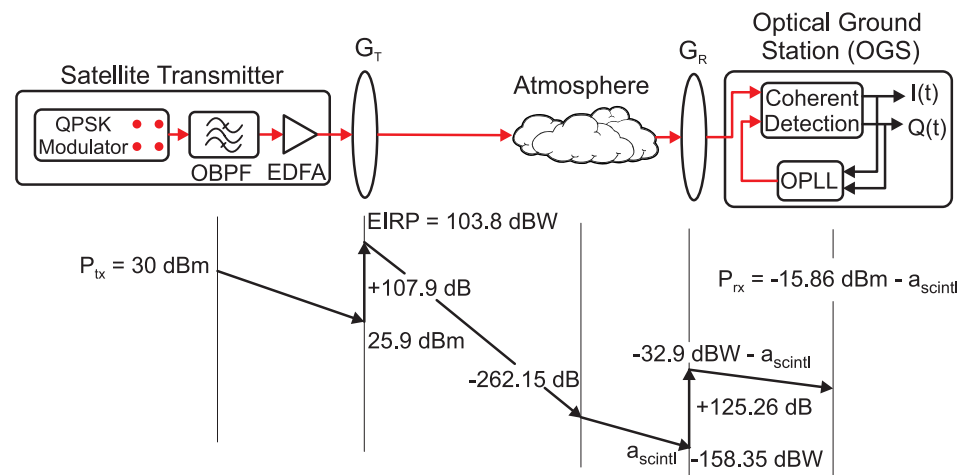 Optical Ground
Station (OGS)
G_T
G_R
Satellite Transmitter
Atmosphere
QPSK
Modulator
OBPF
EDFA
Coherent
Detection
I(t)
Q(t)
OPLL
EIRP = 103.8 dBW
P_tx = 30 dBm
P_rx = -15.86 dBm - a_scintl
+107.9 dB
25.9 dBm
-262.15 dB
-32.9 dBW - a_scintl
+125.26 dB
a_scintl
-158.35 dBW